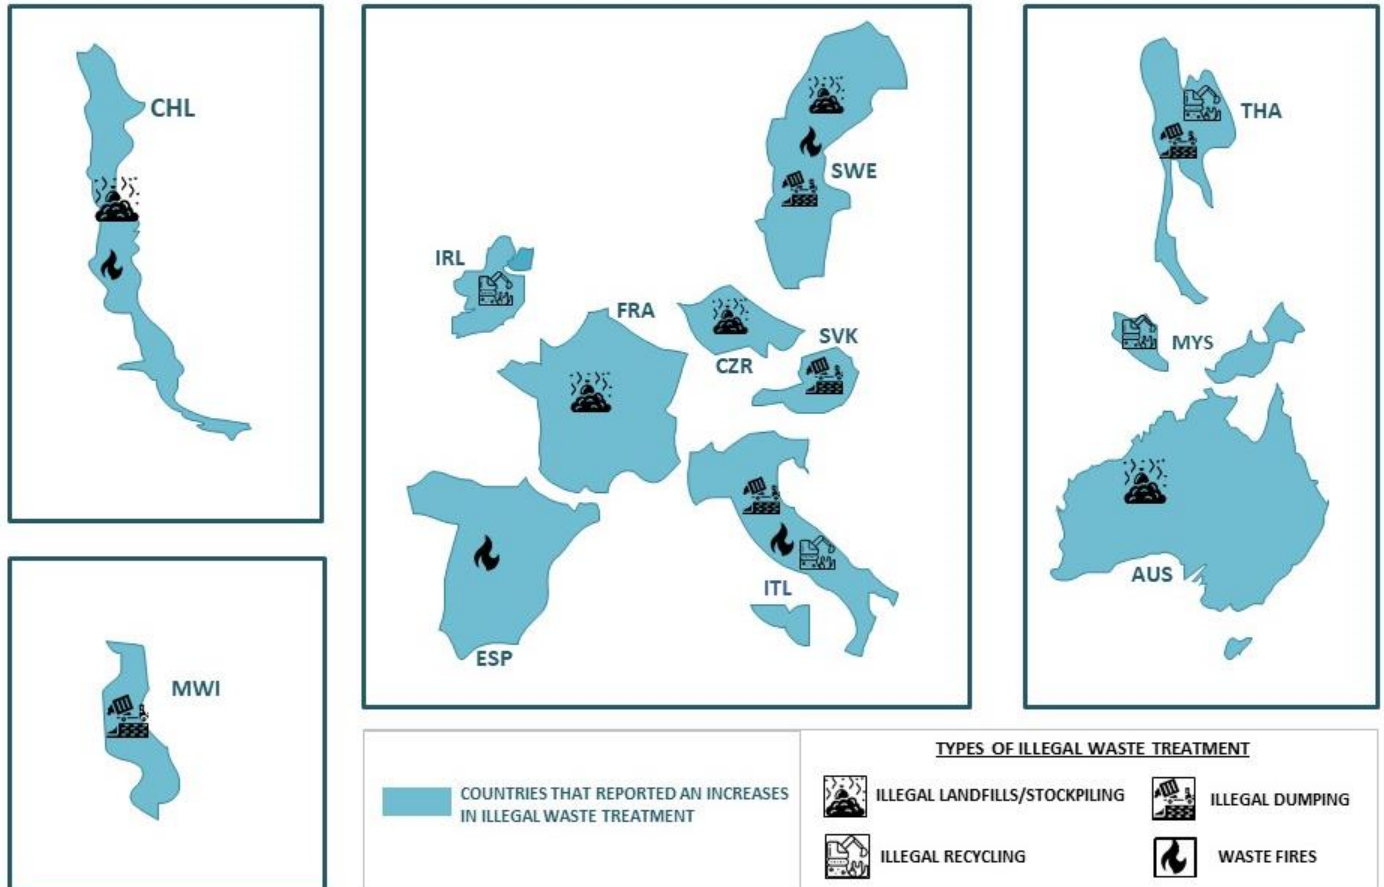 CHL
SWE
IRL
FRA
CZR
SVK
ESP
ITL
THA
MYS
AUS
MWI
COUNTRIES THAT REPORTED AN INCREASES
IN ILLEGAL WASTE TREATMENT
TYPES OF ILLEGAL WASTE TREATMENT
ILLEGAL LANDFILLS/STOCKPILING
ILLEGAL DUMPING
ILLEGAL RECYCLING
WASTE FIRES